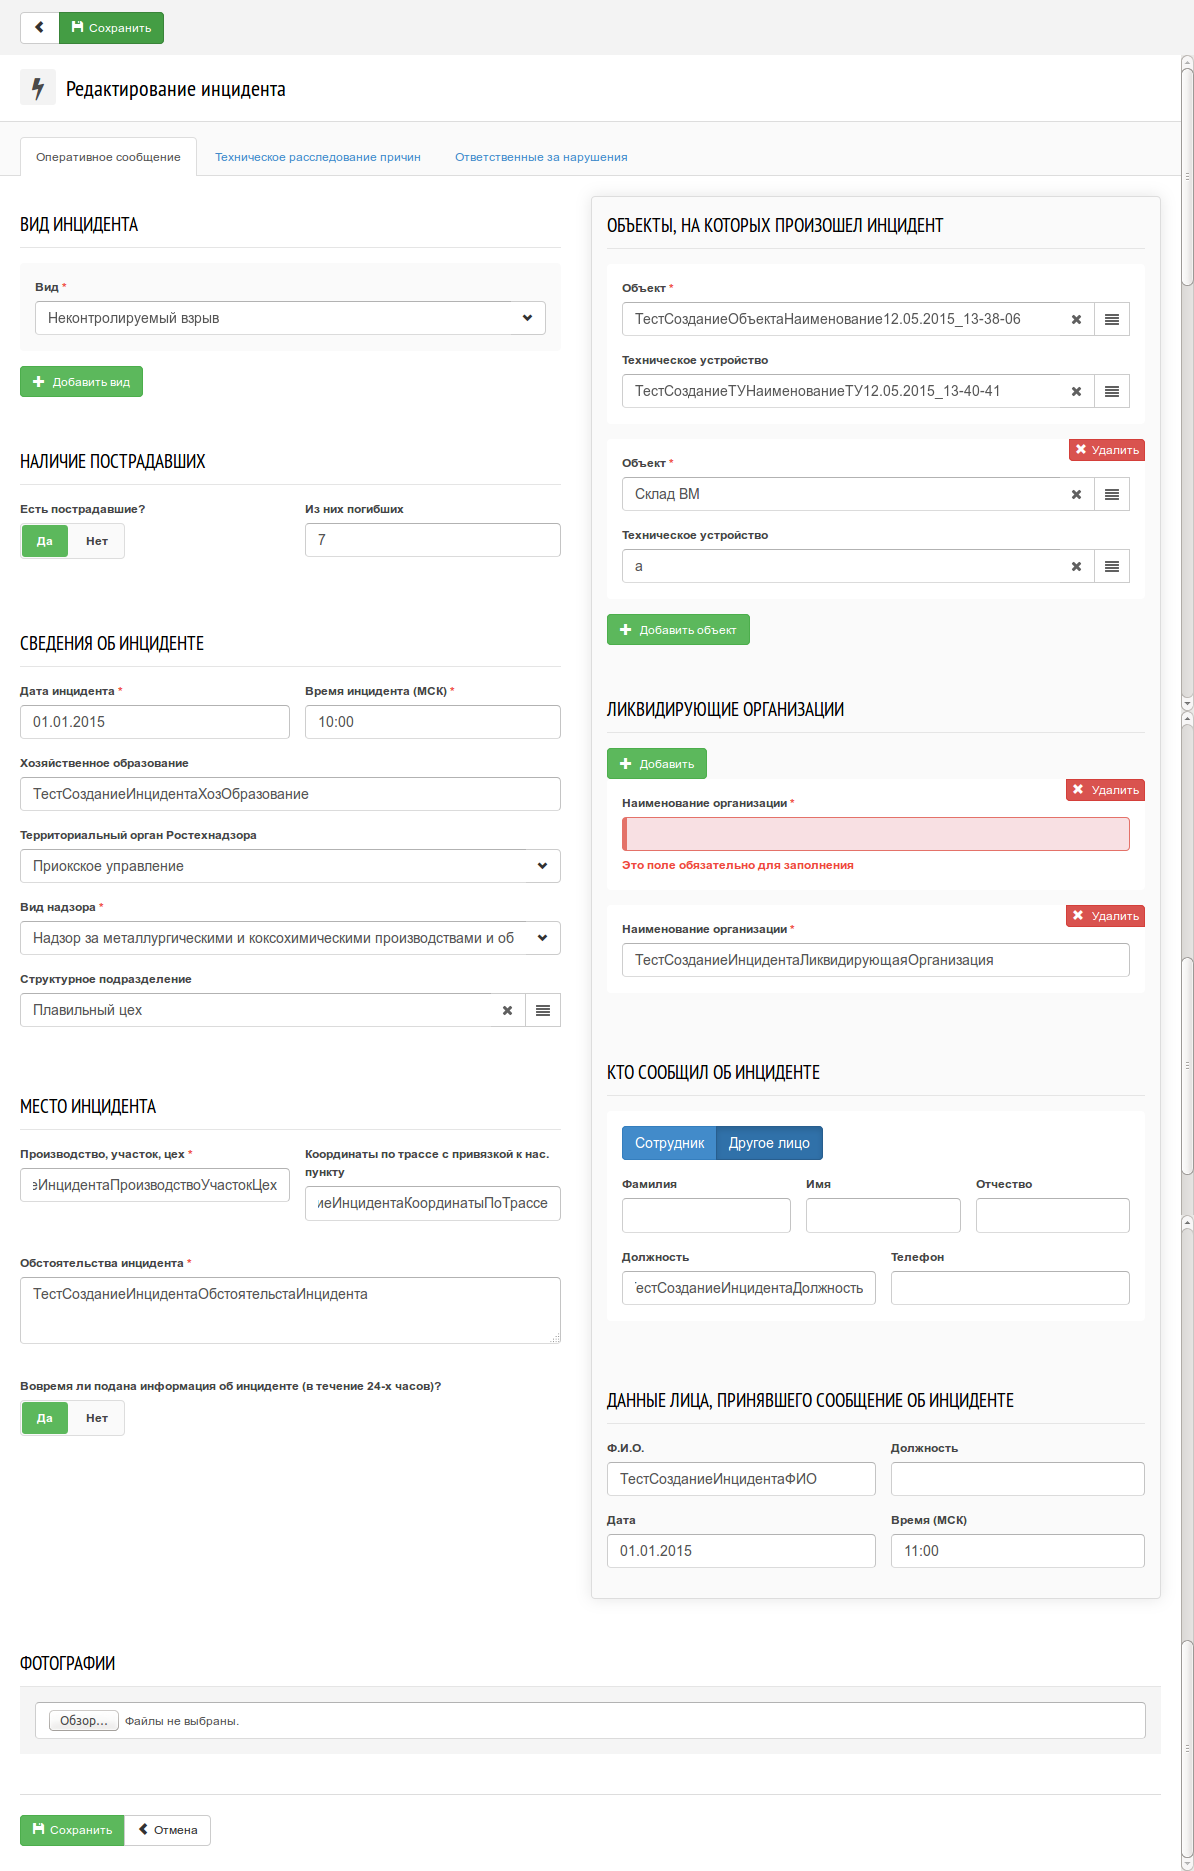 Сохранить
Редактирование инцидента
Оперативное сообщение
Техническое расследование причин
Ответственные за нарушения
ВИД ИНЦИДЕНТА
Вид *
Неконтролируемый взрыв
Добавить вид
НАЛИЧИЕ ПОСТРАДАВШИХ
Есть пострадавшие?
Из них погибших
Да
Нет
7
СВЕДЕНИЯ ОБ ИНЦИДЕНТЕ
Дата инцидента *
Время инцидента (МСК) *
01.01.2015
10:00
Хозяйственное образование
ТестСозданиеИнцидентаХозОбразование
Территориальный орган Ростехнадзора
Приокское управление
Вид надзора *
Надзор за металлургическими и коксохимическими производствами и об
Структурное подразделение
Плавильный цех
МЕСТО ИНЦИДЕНТА
Производство, участок, цех *
еИнцидентаПроизводствоУчастокЦех
Координаты по трассе с привязкой к нас.
пункту
иеИнцидентаКоординатыПоТрассе
Обстоятельства инцидента *
ТестСозданиеИнцидентаОбстоятельстаИнцидента
Вовремя ли подана информация об инциденте (в течение 24-х часов)?
Да
Нет
ОБЪЕКТЫ, НА КОТОРЫХ ПРОИЗОШЕЛ ИНЦИДЕНТ
Объект *
ТестСозданиеОбъектаНаименование12.05.2015_13-38-06
Техническое устройство
ТестСозданиеТУНаименованиеТУ12.05.2015_13-40-41
Удалить
Объект *
Склад ВМ
Техническое устройство
а
Добавить объект
ЛИКВИДИРУЮЩИЕ ОРГАНИЗАЦИИ
Добавить
Удалить
Наименование организации *
Это поле обязательно для заполнения
Удалить
Наименование организации *
ТестСозданиеИнцидентаЛиквидирующаяОрганизация
КТО СООБЩИЛ ОБ ИНЦИДЕНТЕ
Сотрудник
Другое лицо
Фамилия
Имя
Отчество
Должность
Телефон
естСозданиеИнцидентаДолжность
ДАННЫЕ ЛИЦА, ПРИНЯВШЕГО СООБЩЕНИЕ ОБ ИНЦИДЕНТЕ
Ф.И.О.
Должность
ТестСозданиеИнцидентаФИО
Дата
Время (МСК)
01.01.2015
11:00
ФОТОГРАФИИ
Обзор...
Файлы не выбраны.
Сохранить
Отмена